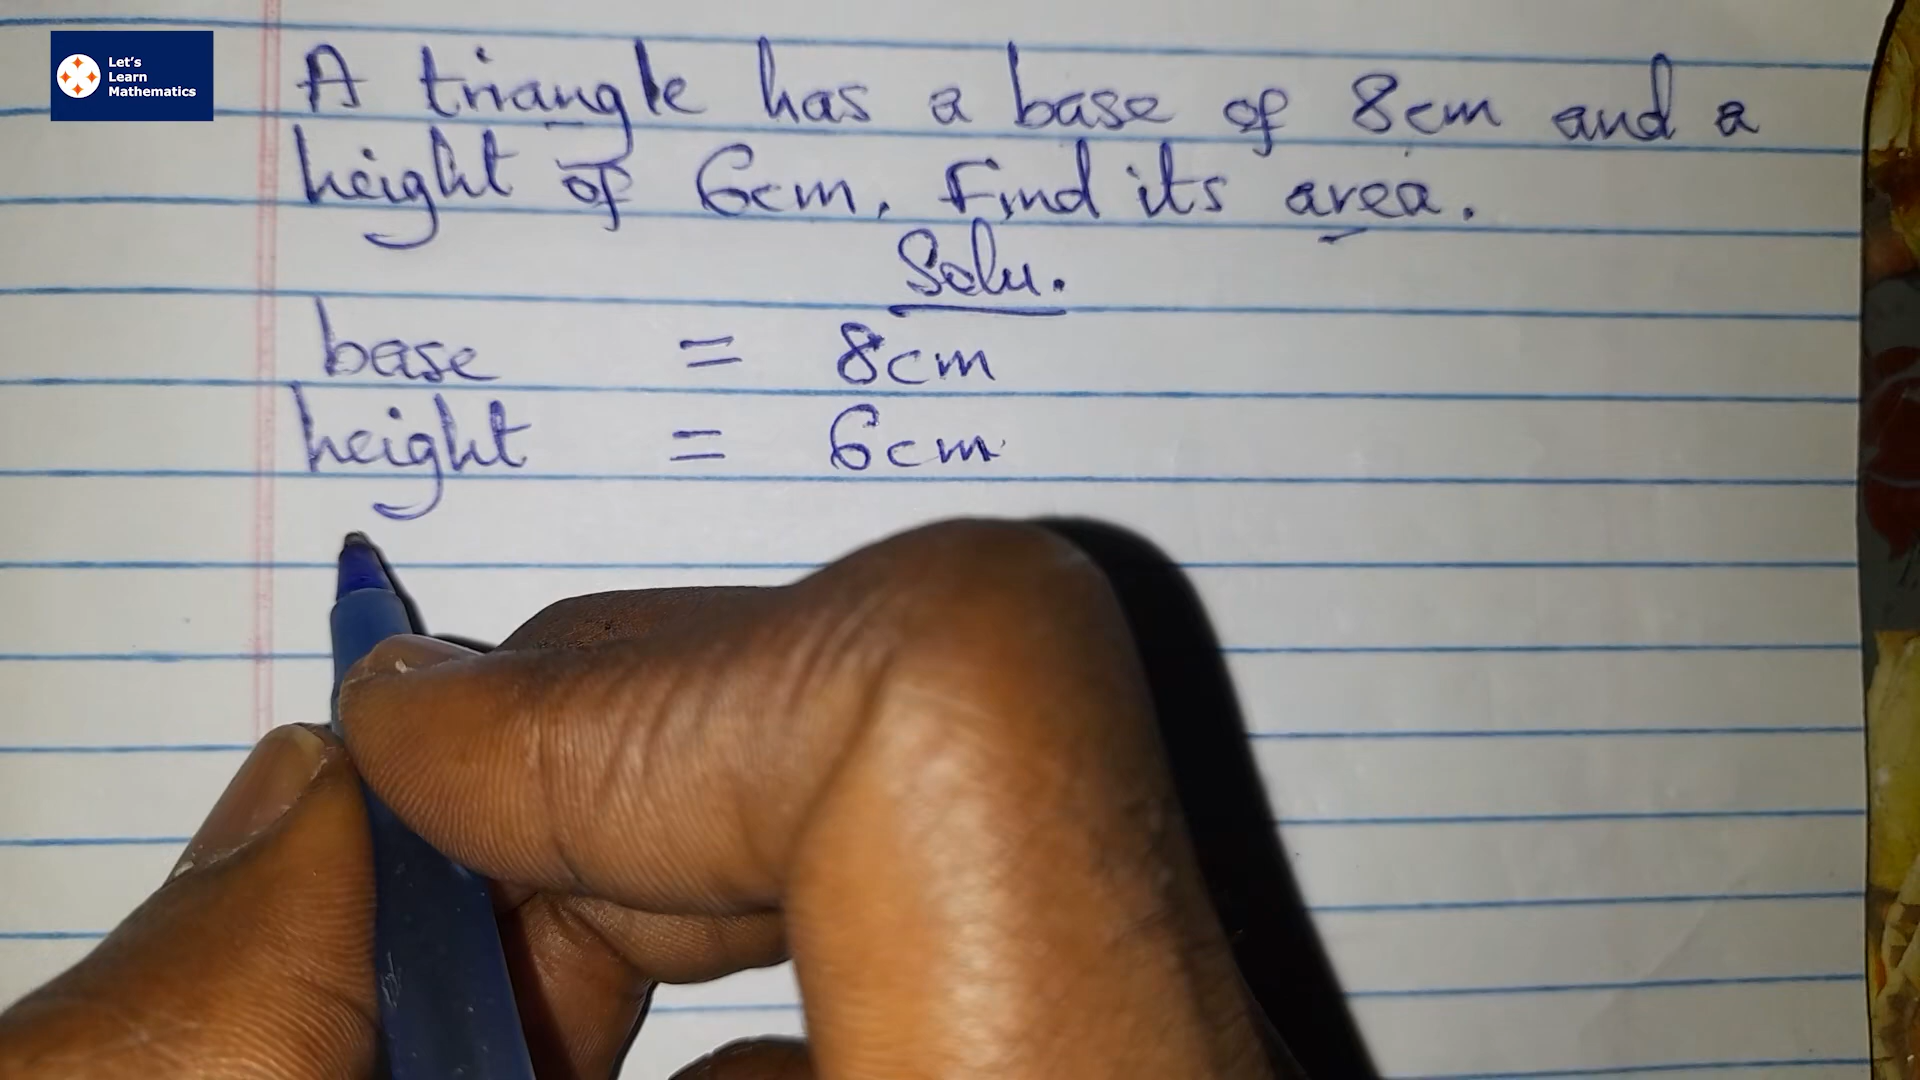 Let's
Learn
Mathematics
A triangle has a base of 8cm and a
height of 6cm. Find its area.
Solu.
base = 8cm
height = 6cm